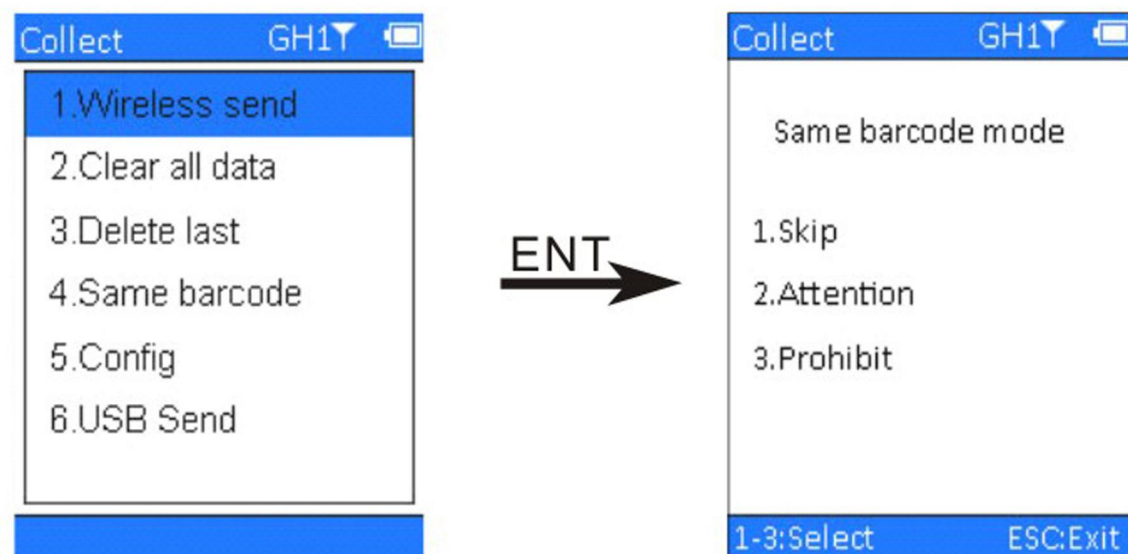 Collect GH1
1.Wireless send
2.Clear all data
3.Delete last
4.Same barcode
5.Config
6.USB Send
ENT
Collect GH1
Same barcode mode
1.Skip
2.Attention
3.Prohibit
1-3:Select ESC:Exit